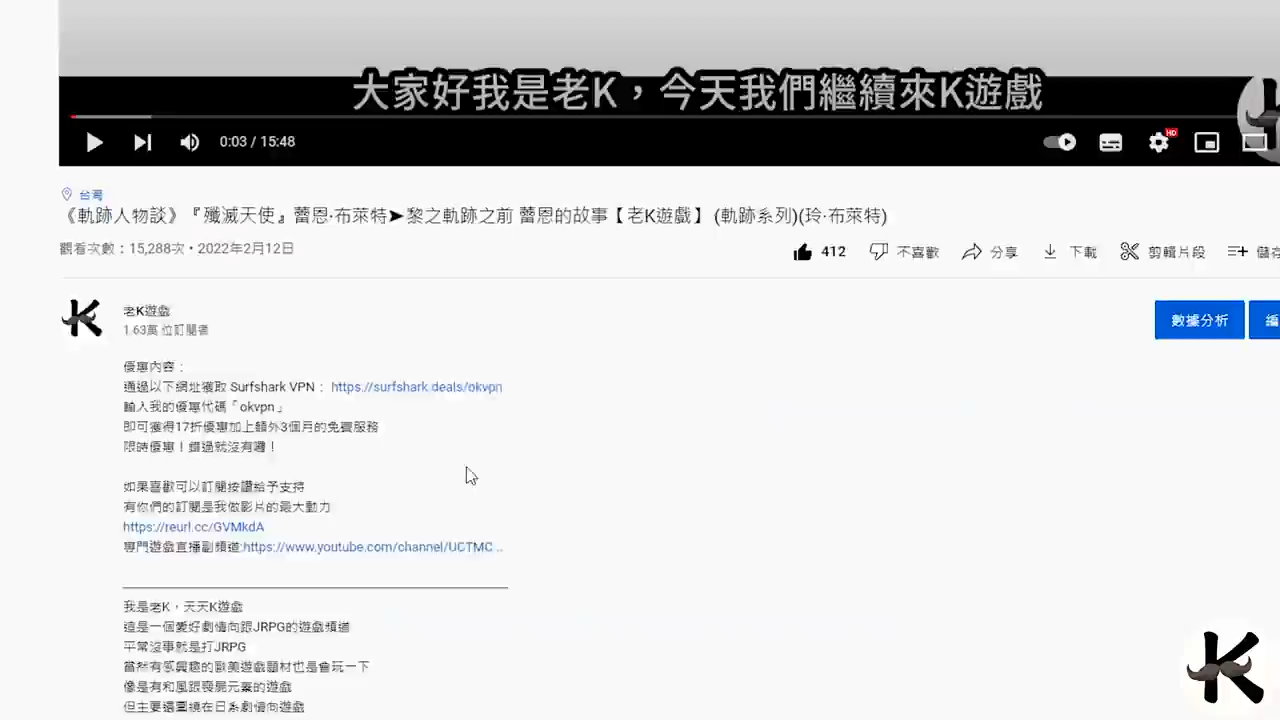 大家好我是老K，今天我們繼續來K遊戲
0:03 / 15:48
HD
台灣
《軌跡人物談》『殲滅天使』蕾恩·布萊特➤黎之軌跡之前 蕾恩的故事【老K遊戲】 (軌跡系列)(玲·布萊特)
觀看次數：15,288次・2022年2月12日
412 不喜歡 分享 下載 剪輯片段
老K遊戲
1.63萬 位訂閱者
數據分析
優惠內容：
通過以下網址獲取 Surfshark VPN： https://surfshark.deals/okvpn
輸入我的優惠代碼「okvpn」
即可獲得17折優惠加上額外3個月的免費服務
限時優惠！錯過就沒有囉！
如果喜歡可以訂閱按讚給予支持
有你們的訂閱是我做影片的最大動力
https://reurl.cc/GVMkdA
專門遊戲直播副頻道:https://www.youtube.com/channel/UCTMC...
我是老K，天天K遊戲
這是一個愛好劇情向跟JRPG的遊戲頻道
平常沒事就是打JRPG
當然有感興趣的歐美遊戲題材也是會玩一下
像是有和風跟喪屍元素的遊戲
但主要還圍繞在日系劇情向遊戲